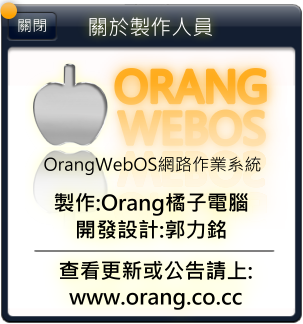 關閉
關於製作人員
ORANG
WEBOS
OrangWebOS網路作業系統
製作:Orang橘子電腦
開發設計:郭力銘
查看更新或公告請上:
www.orang.co.cc